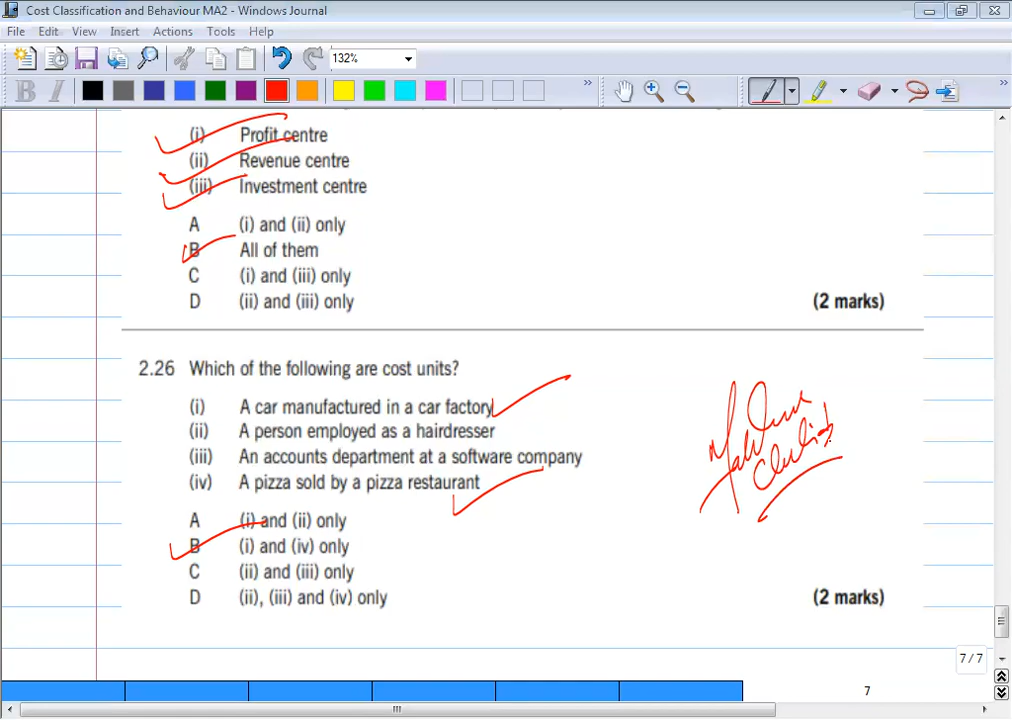 Cost Classification and Behaviour MA2 - Windows Journal
File Edit View Insert Actions Tools Help
132%
B I
(i) Profit centre
(ii) Revenue centre
(iii) Investment centre
A (i) and (ii) only
B All of them
C (i) and (iii) only
D (ii) and (iii) only (2 marks)
2.26 Which of the following are cost units?
(i) A car manufactured in a car factory
(ii) A person employed as a hairdresser
(iii) An accounts department at a software company
(iv) A pizza sold by a pizza restaurant
A (i) and (ii) only
B (i) and (iv) only
C (ii) and (iii) only
D (ii), (iii) and (iv) only (2 marks)
7 / 7
7